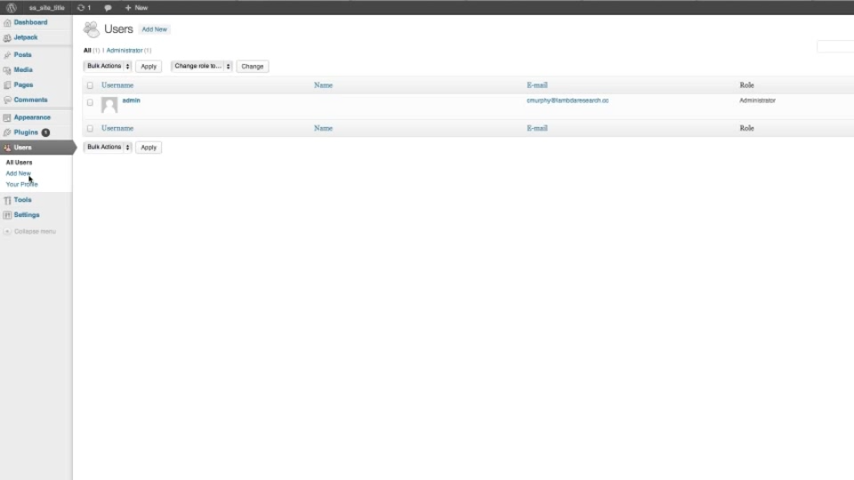 ss_site_title 1 + New
Dashboard
Jetpack
Posts
Media
Pages
Comments
Appearance
Plugins 1
Users
All Users
Add New
Your Profile
Tools
Settings
Collapse menu
Users Add New
All (1) | Administrator (1)
Bulk Actions Apply Change role to... Change
Username Name E-mail Role
admin cmurphy@lambdaresearch.cc Administrator
Username Name E-mail Role
Bulk Actions Apply